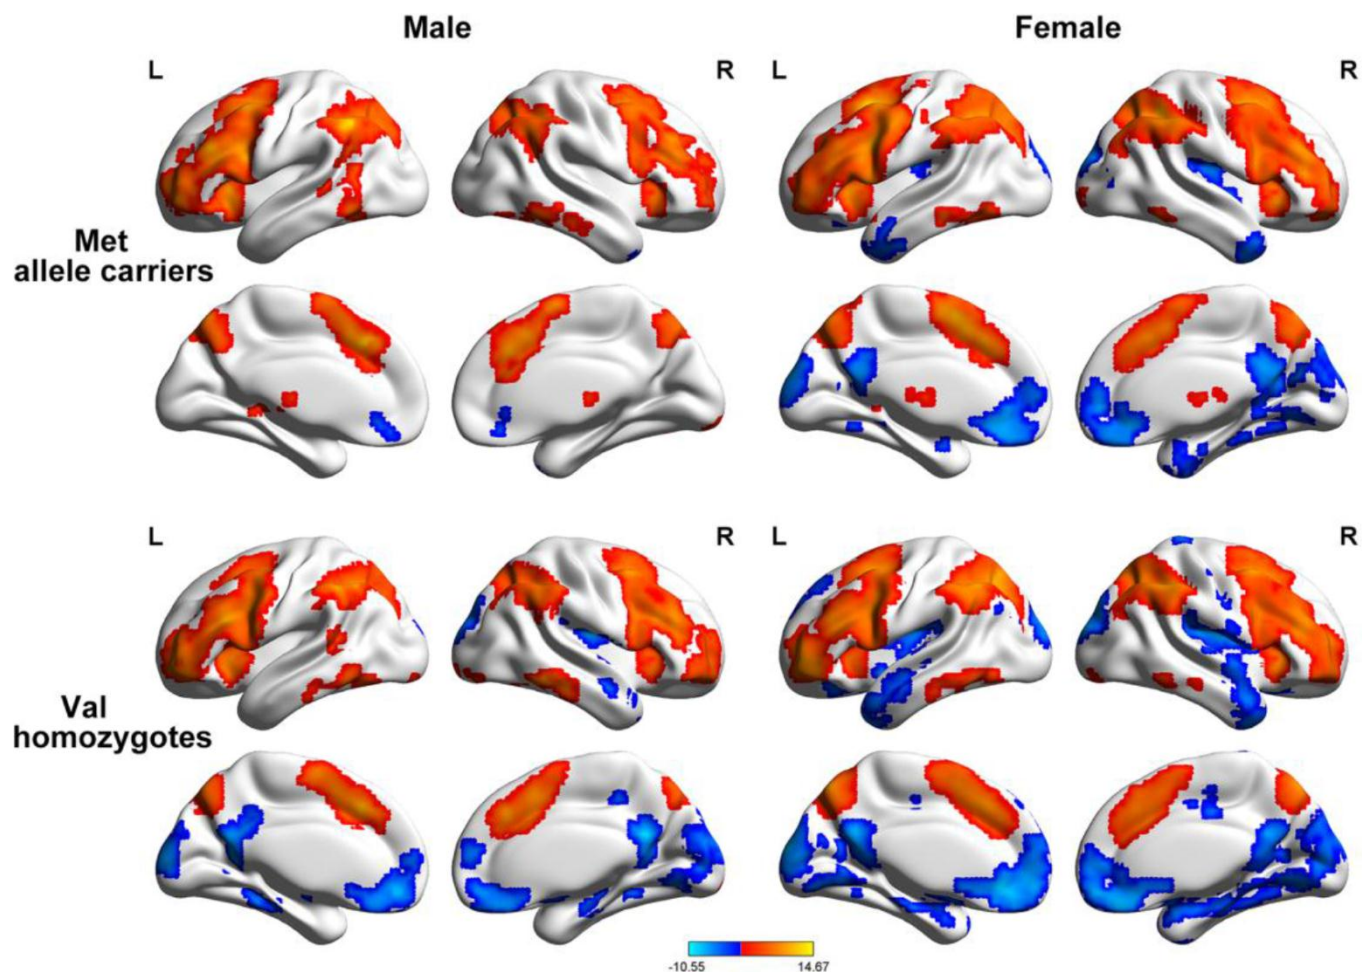 Male Female
L R L R
Met
allele carriers
L R L R
Val
homozygotes
-10.55 14.67